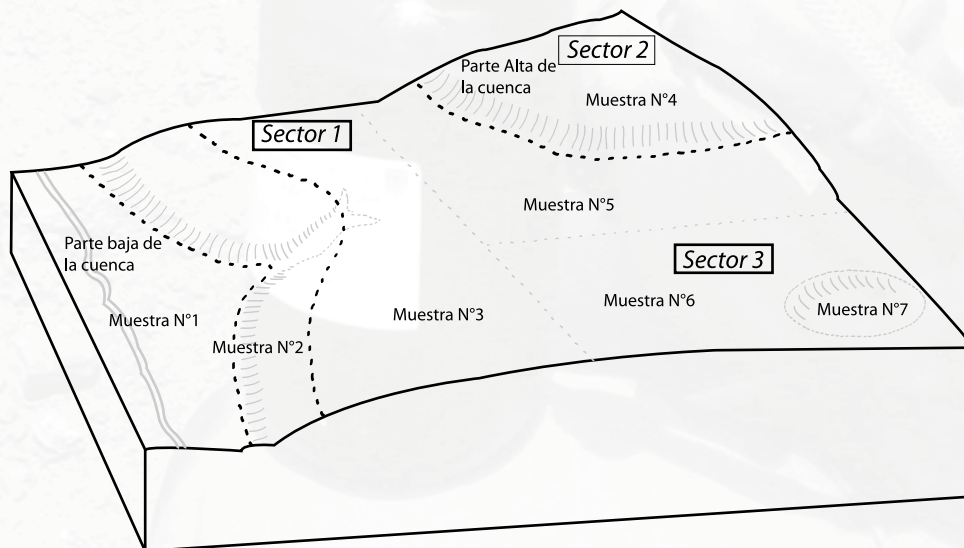 Sector 2
Parte Alta de
la cuenca
Muestra N°4
Sector 1
Muestra N°5
Parte baja de
la cuenca
Sector 3
Muestra N°6
Muestra N°7
Muestra N°3
Muestra N°1
Muestra N°2